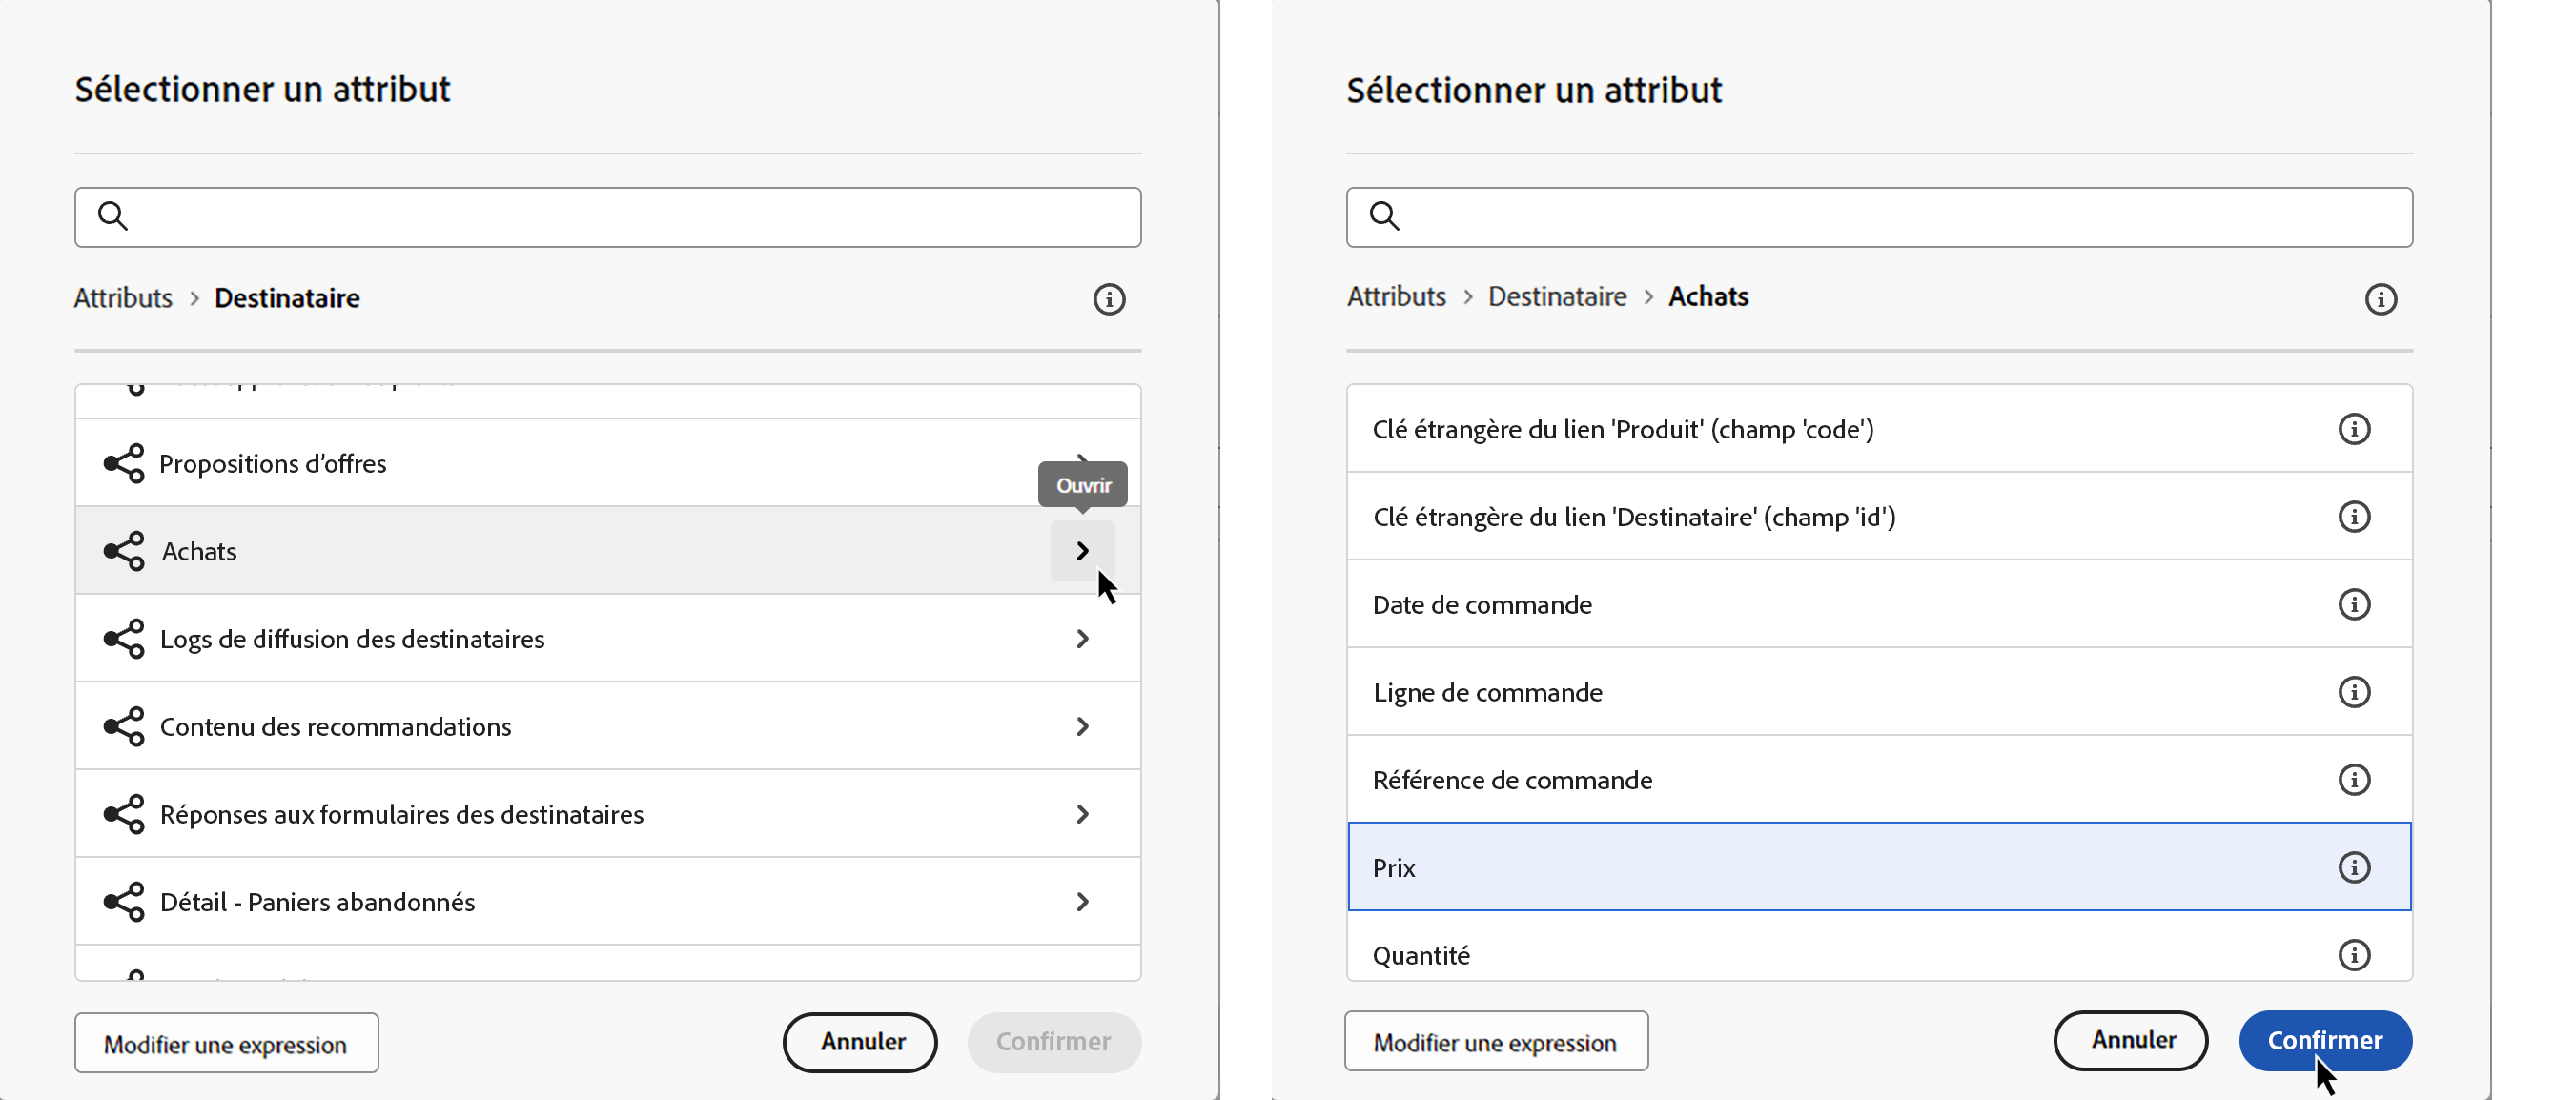 Sélectionner un attribut
Attributs > Destinataire
Propositions d’offres
Ouvrir
Achats
Logs de diffusion des destinataires
Contenu des recommandations
Réponses aux formulaires des destinataires
Détail - Paniers abandonnés
Modifier une expression
Annuler
Confirmer
Sélectionner un attribut
Attributs > Destinataire > Achats
Clé étrangère du lien 'Produit' (champ 'code')
Clé étrangère du lien 'Destinataire' (champ 'id')
Date de commande
Ligne de commande
Référence de commande
Prix
Quantité
Modifier une expression
Annuler
Confirmer